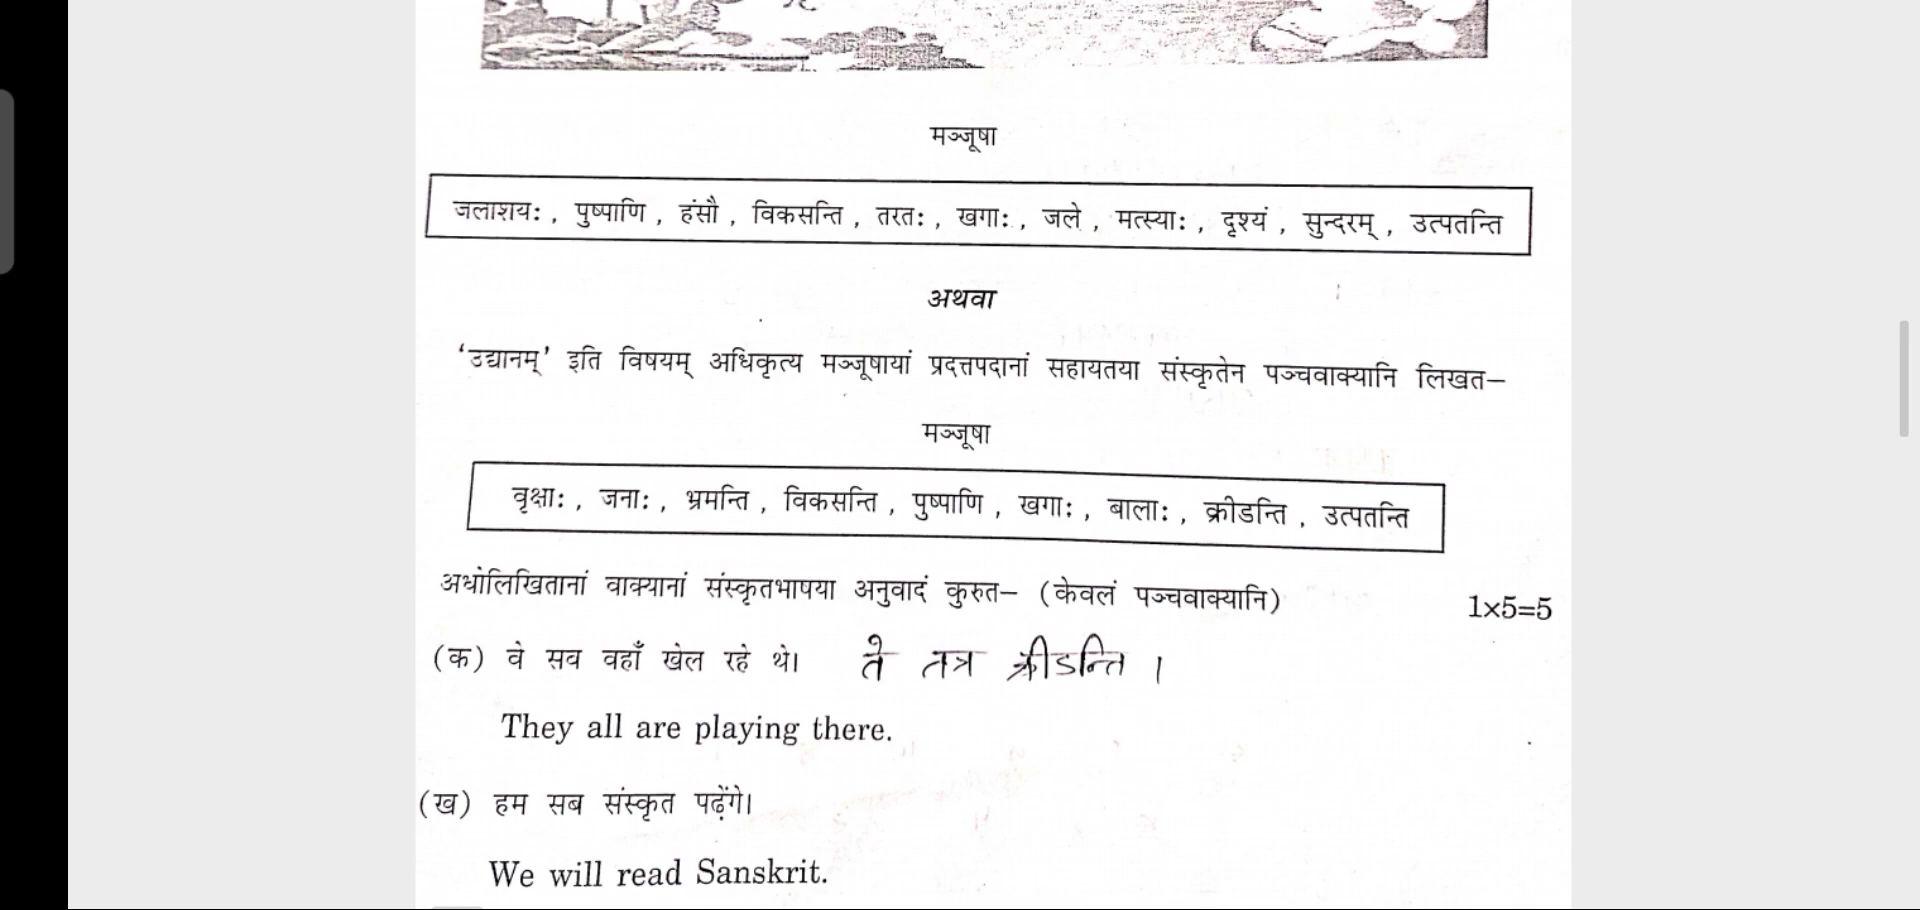 मञ्जूषा
जलाशयः , पुष्पाणि , हंसौ , विकसन्ति , तरतः , खगाः , जले , मत्स्याः , दृश्यं , सुन्दरम् , उत्पतन्ति
अथवा
‘उद्यानम्’ इति विषयम् अधिकृत्य मञ्जूषायां प्रदत्तपदानां सहायतया संस्कृतेन पञ्चवाक्यानि लिखत–
मञ्जूषा
वृक्षाः , जनाः , भ्रमन्ति , विकसन्ति , पुष्पाणि , खगाः , बालाः , क्रीडन्ति , उत्पतन्ति
अधोलिखितानां वाक्यानां संस्कृतभाषया अनुवादं कुरुत– (केवलं पञ्चवाक्यानि) 1×5=5
(क) वे सब वहाँ खेल रहे थे। ते तत्र क्रीडन्ति ।
They all are playing there.
(ख) हम सब संस्कृत पढ़ेंगे।
We will read Sanskrit.